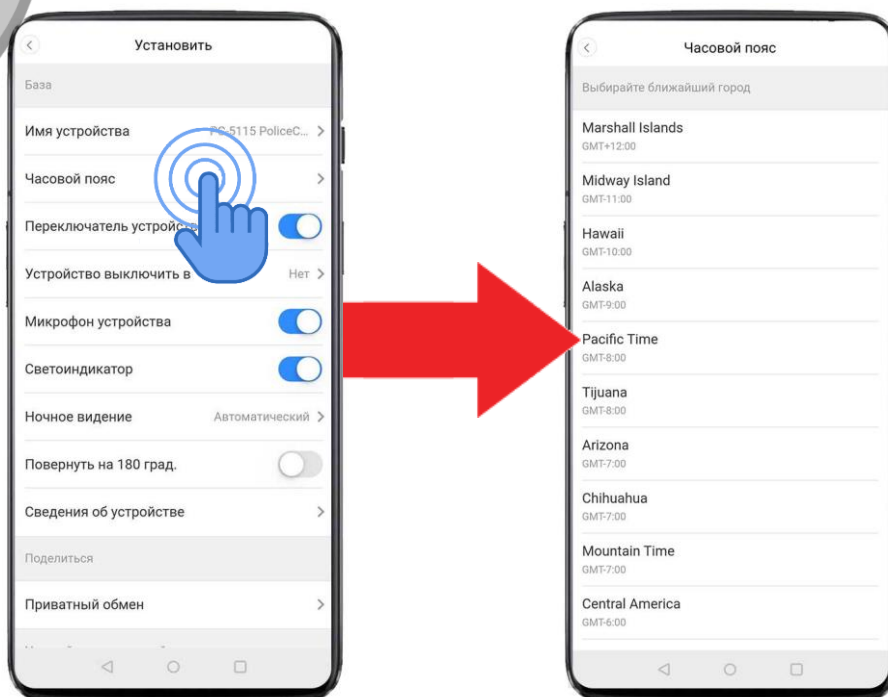 Установить
База
Имя устройства PC-5115 PoliceC...
Часовой пояс
Переключатель устройств
Устройство выключить в Нет
Микрофон устройства
Светоиндикатор
Ночное видение Автоматический
Повернуть на 180 град.
Сведения об устройстве
Поделиться
Приватный обмен
Часовой пояс
Выбирайте ближайший город
Marshall Islands
GMT+12:00
Midway Island
GMT-11:00
Hawaii
GMT-10:00
Alaska
GMT-9:00
Pacific Time
GMT-8:00
Tijuana
GMT-8:00
Arizona
GMT-7:00
Chihuahua
GMT-7:00
Mountain Time
GMT-7:00
Central America
GMT-6:00